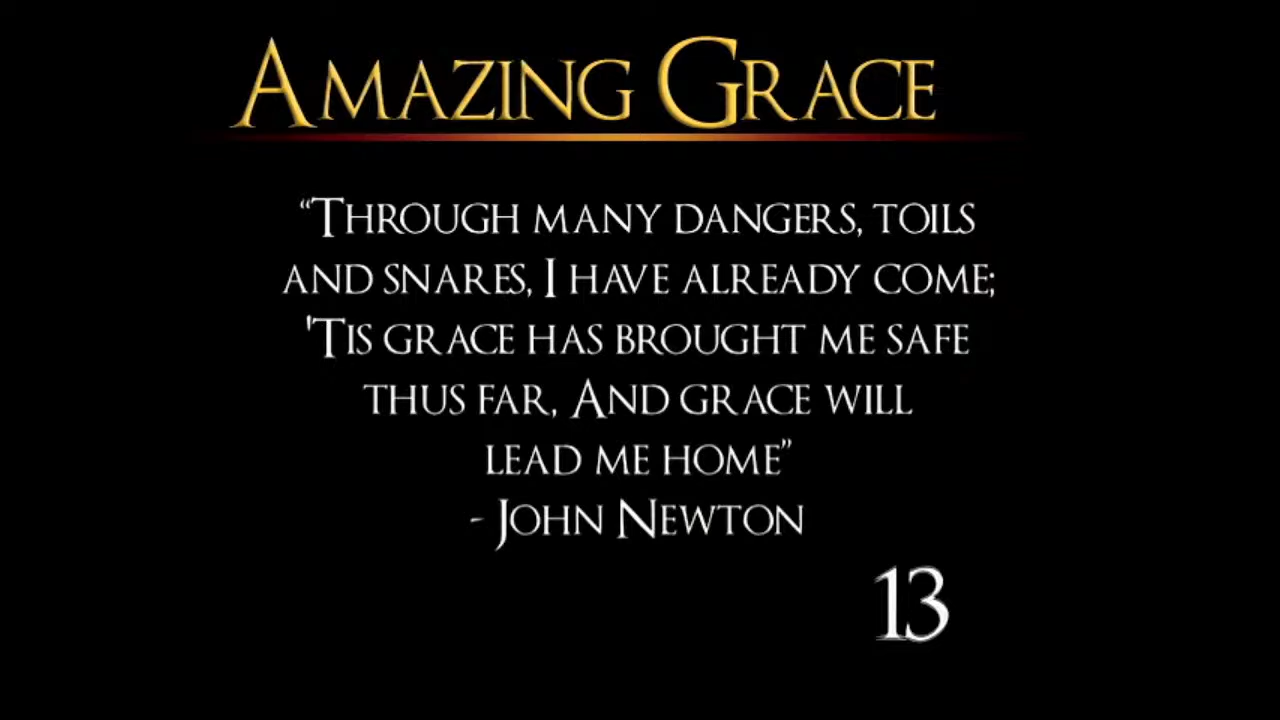 AMAZING GRACE
“THROUGH MANY DANGERS, TOILS
AND SNARES, I HAVE ALREADY COME;
'TIS GRACE HAS BROUGHT ME SAFE
THUS FAR, AND GRACE WILL
LEAD ME HOME”
- JOHN NEWTON
13